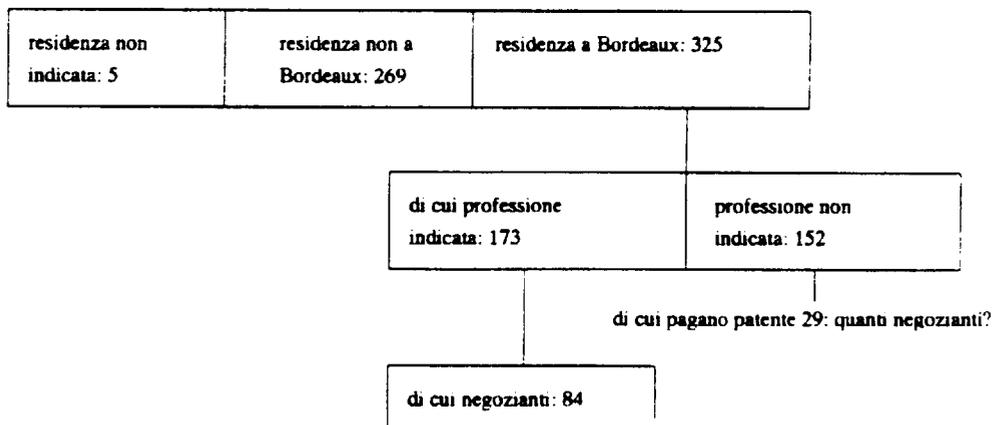 residenza non
indicata: 5
residenza non a
Bordeaux: 269
residenza a Bordeaux: 325
di cui professione
indicata: 173
professione non
indicata: 152
di cui pagano patente 29: quanti negozianti?
di cui negozianti: 84